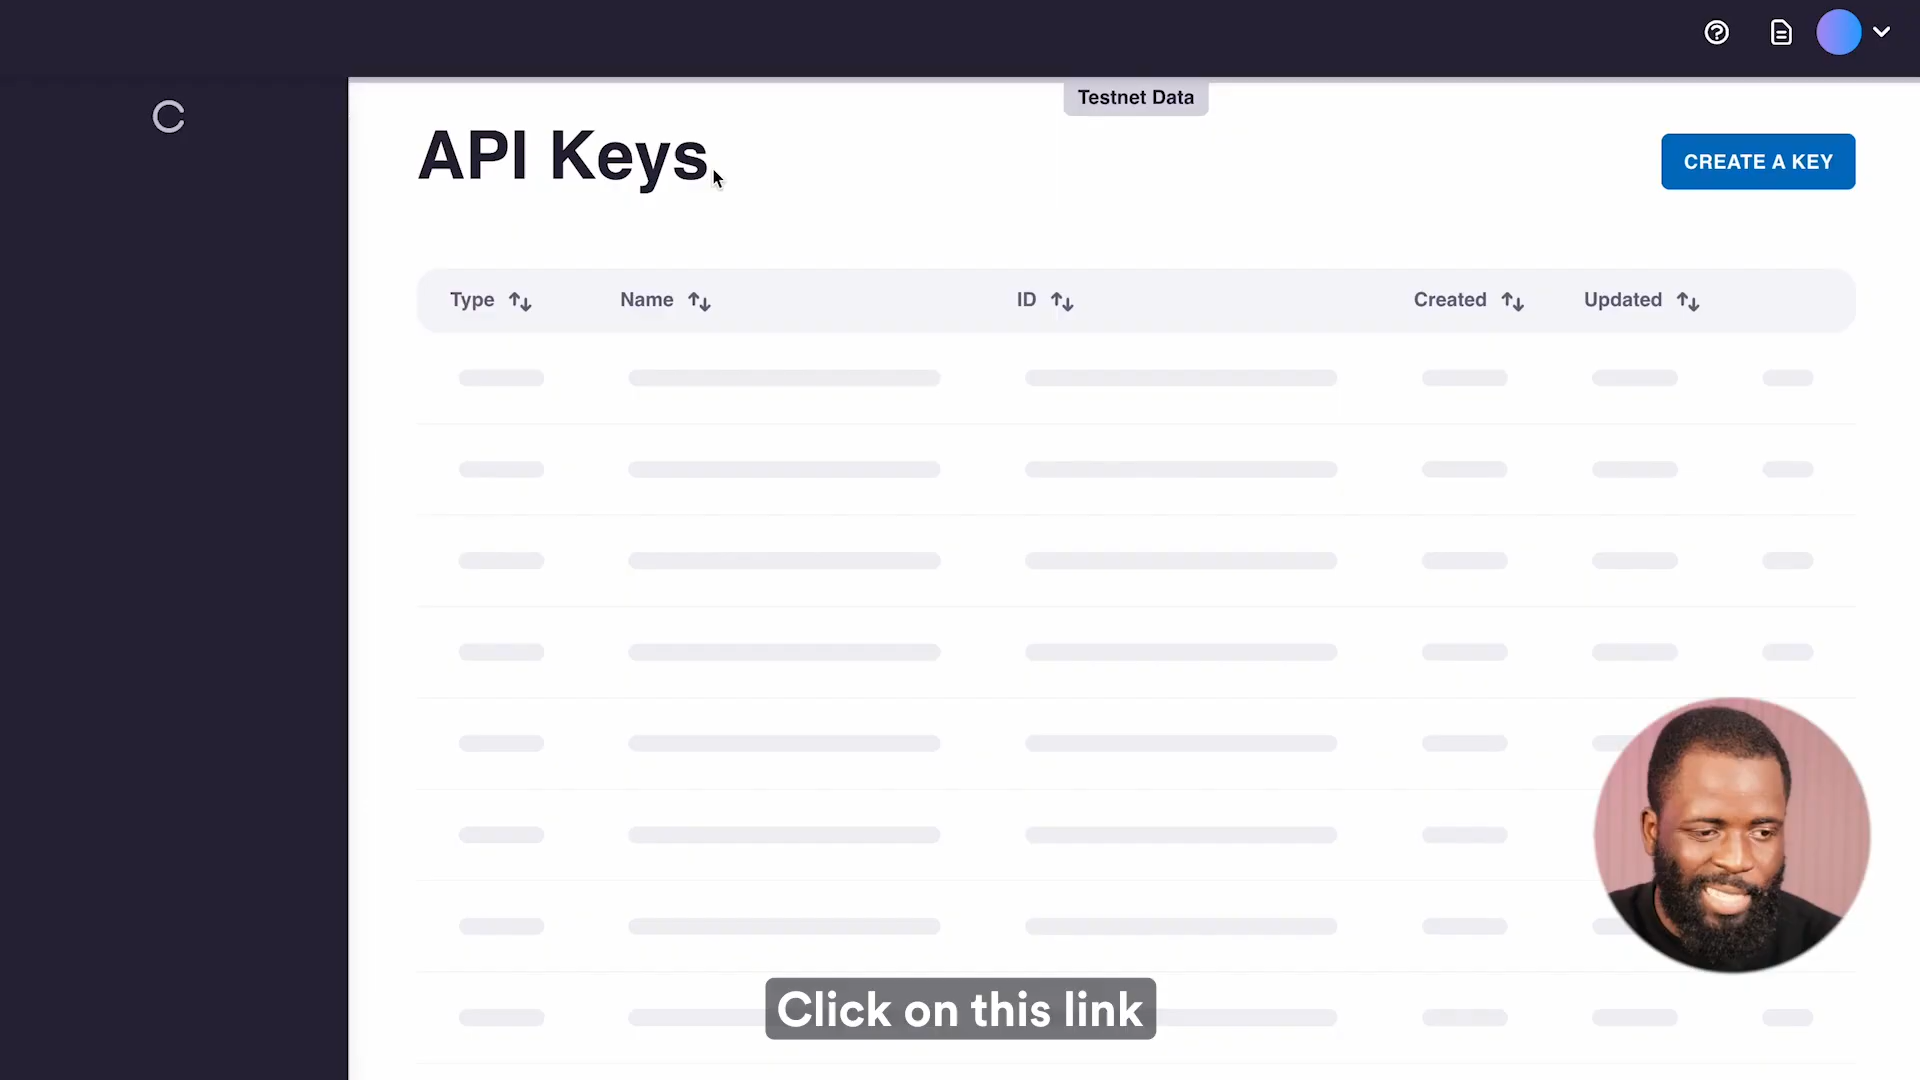 Testnet Data
API Keys
CREATE A KEY
Type Name ID Created Updated
Click on this link